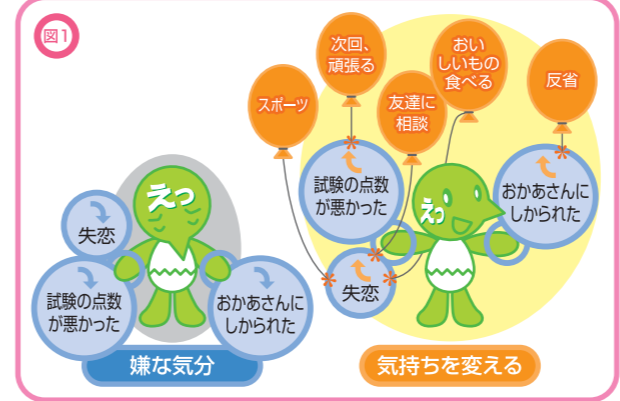 図1
えっ
失恋
試験の点数
が悪かった
おかあさんに
しかられた
嫌な気分
スポーツ
次回、
頑張る
友達に
相談
おい
しいもの
食べる
反省
試験の点数
が悪かった
えっ
おかあさんに
しかられた
失恋
気持ちを変える